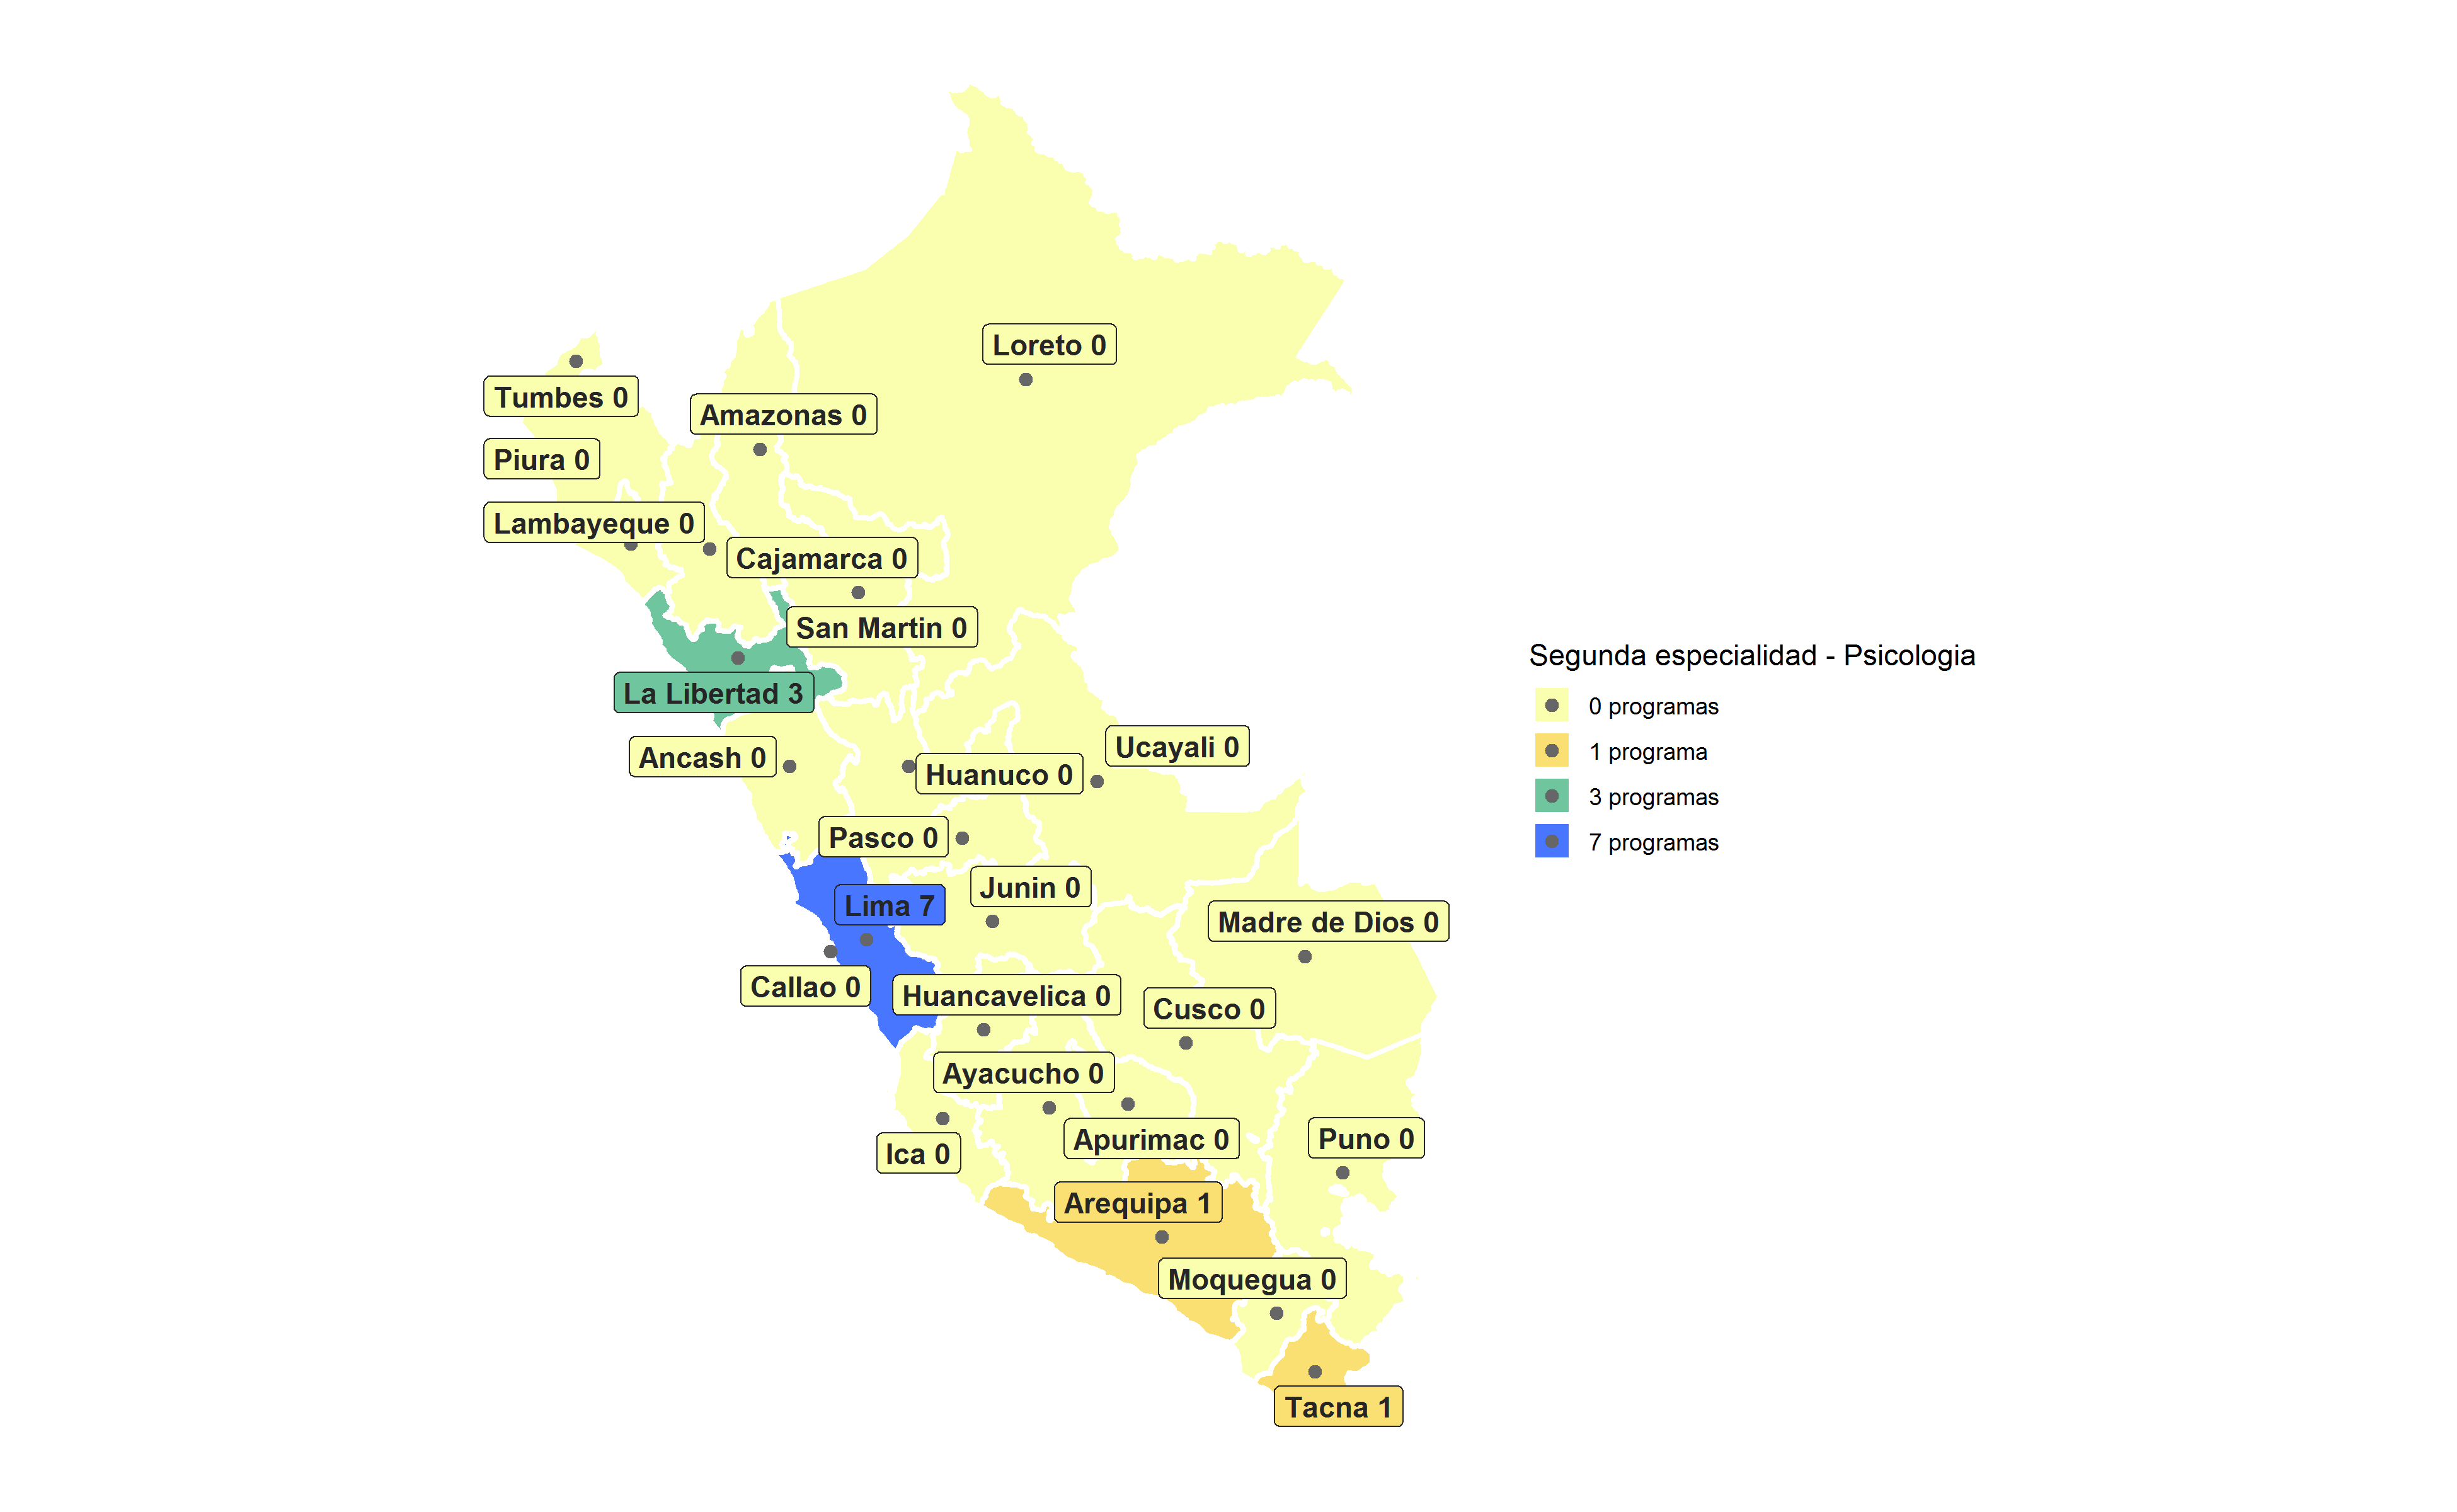 Loreto 0
Tumbes 0
Amazonas 0
Piura 0
Lambayeque 0
Cajamarca 0
San Martin 0
La Libertad 3
Ancash 0
Huanuco 0
Ucayali 0
Pasco 0
Junin 0
Lima 7
Madre de Dios 0
Callao 0
Huancavelica 0
Cusco 0
Ayacucho 0
Apurimac 0
Puno 0
Ica 0
Arequipa 1
Moquegua 0
Tacna 1
Segunda especialidad - Psicologia
0 programas
1 programa
3 programas
7 programas